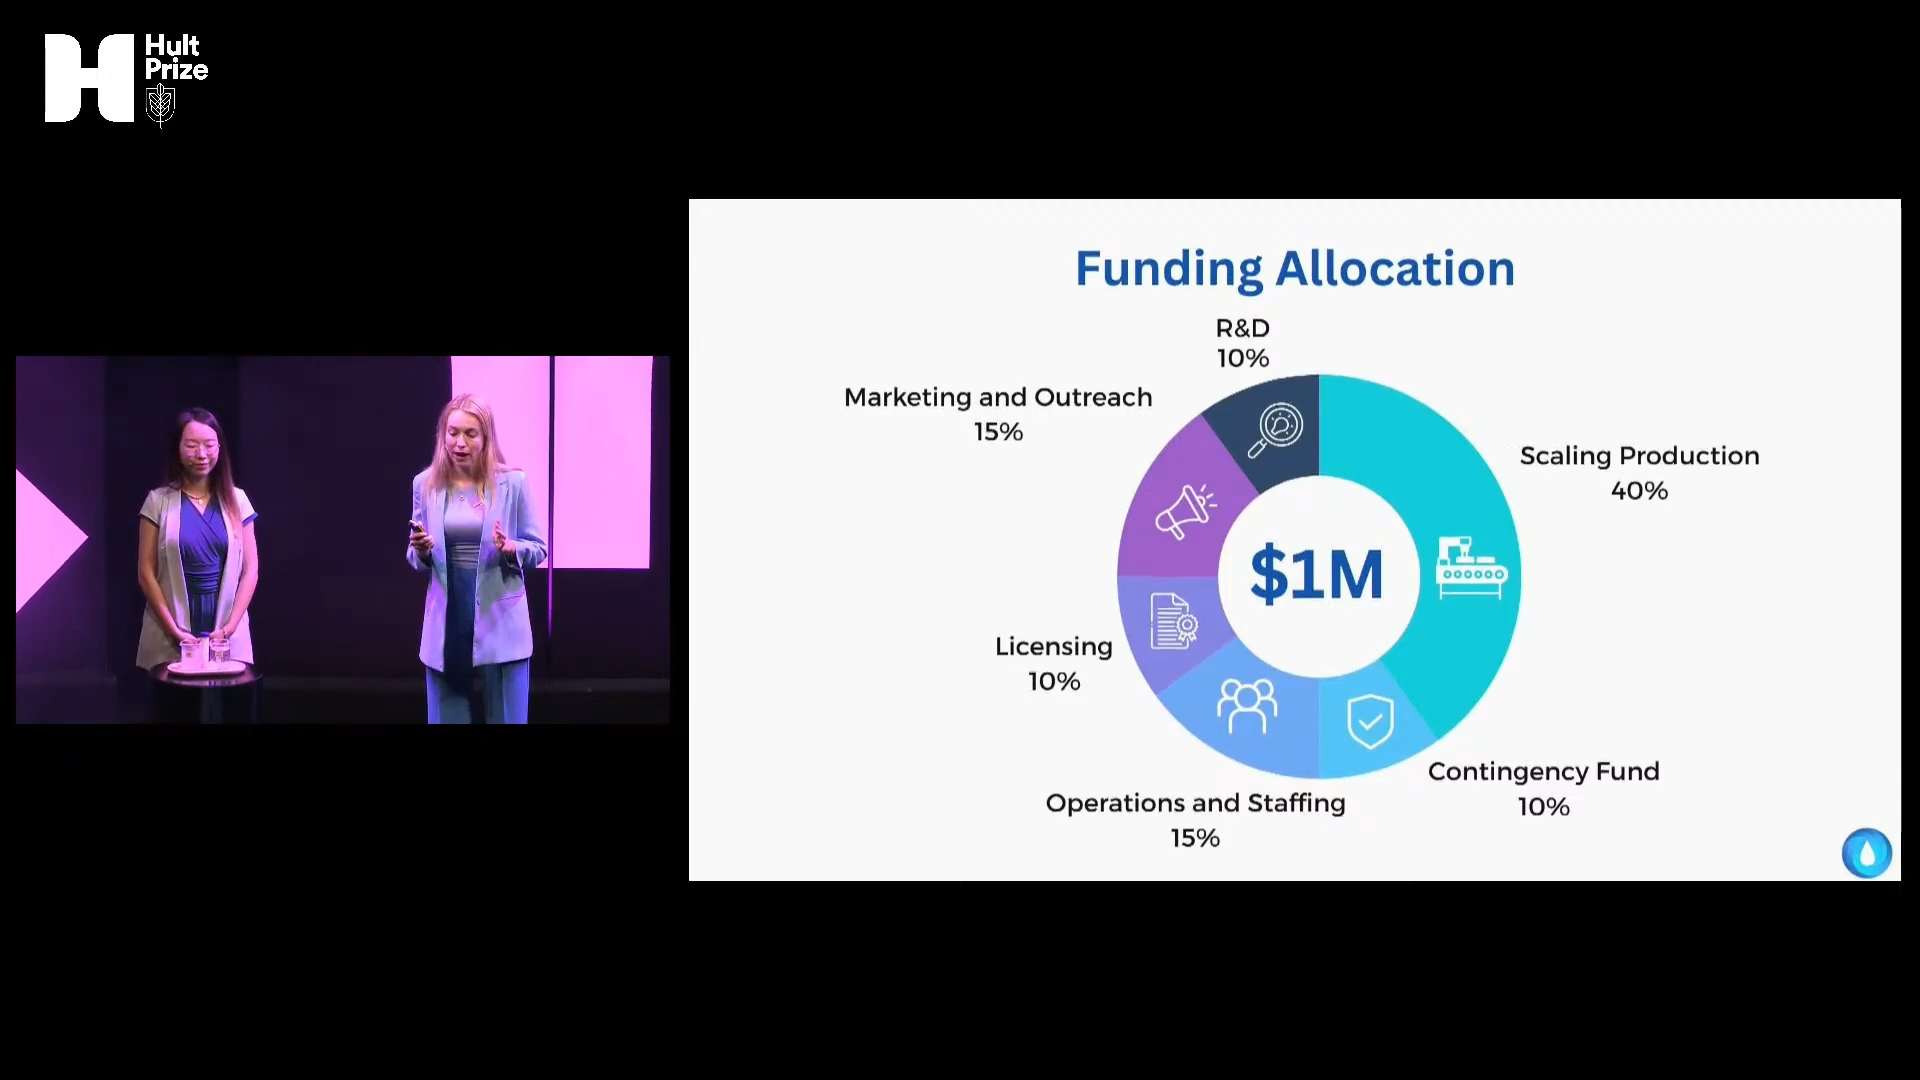 Hult
Prize
Funding Allocation
R&D
10%
Marketing and Outreach
15%
Scaling Production
40%
$1M
Licensing
10%
Contingency Fund
10%
Operations and Staffing
15%